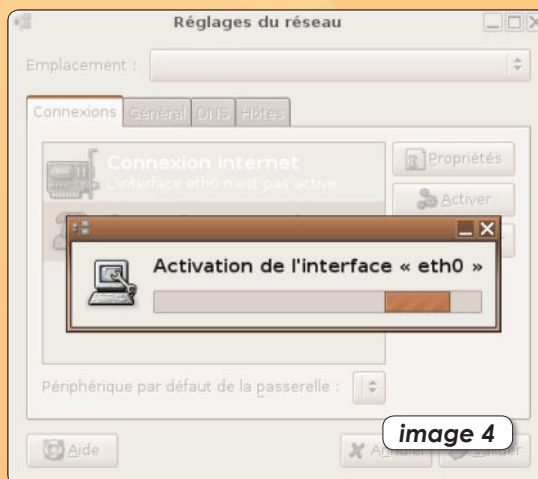 Réglages du réseau
Emplacement :
Connexions Général DNS Hôtes
Connexion internet
L'interface eth0 n'est pas active
Propriétés
Activer
Activation de l'interface « eth0 »
Périphérique par défaut de la passerelle :
Aide
image 4